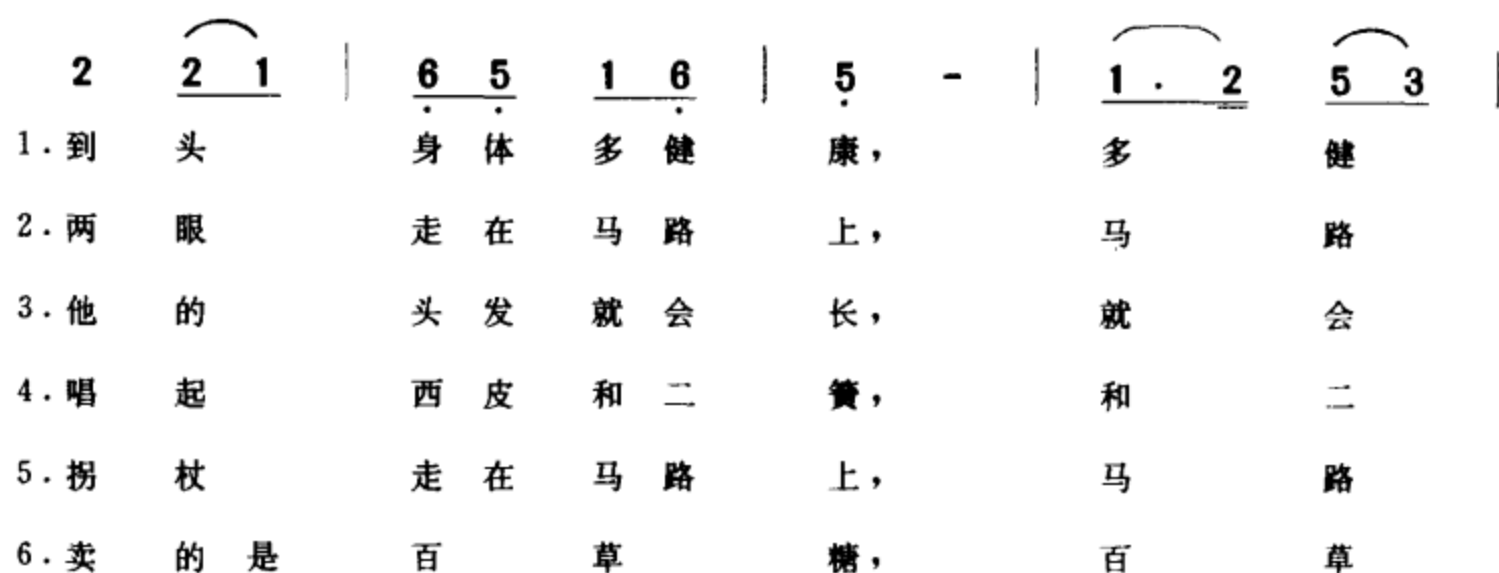 2 2 1 | 6 5 1 6 | 5 - | 1 . 2 5 3 |
1.到 头 身 体 多 健 康， 多 健
2.两 眼 走 在 马 路 上， 马 路
3.他 的 头 发 就 会 长， 就 会
4.唱 起 西 皮 和 二 簧， 和 二
5.拐 杖 走 在 马 路 上， 马 路
6.卖 的 是 百 草 糖， 百 草